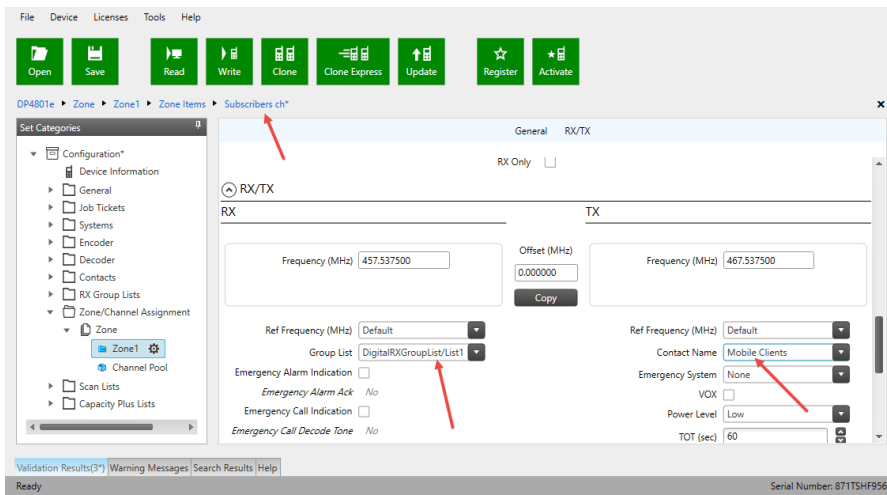 File Device Licenses Tools Help
Open Save Read Write Clone Clone Express Update Register Activate
DP4801e Zone Zone1 Zone Items Subscribers ch*
Set Categories
Configuration*
Device Information
General
Job Tickets
Systems
Encoder
Decoder
Contacts
RX Group Lists
Zone/Channel Assignment
Zone
Zone1
Channel Pool
Scan Lists
Capacity Plus Lists
General RX/TX
RX Only
RX/TX
RX TX
Offset (MHz)
Frequency (MHz) 457.537500 0.000000 Frequency (MHz) 467.537500
Copy
Ref Frequency (MHz) Default Ref Frequency (MHz) Default
Group List DigitalRXGroupList/List1 Contact Name Mobile Clients
Emergency Alarm Indication Emergency System None
Emergency Alarm Ack No VOX
Emergency Call Indication Power Level Low
Emergency Call Decode Tone No TOT (sec) 60
Validation Results(3*) Warning Messages Search Results Help
Ready Serial Number: 871TSHF956